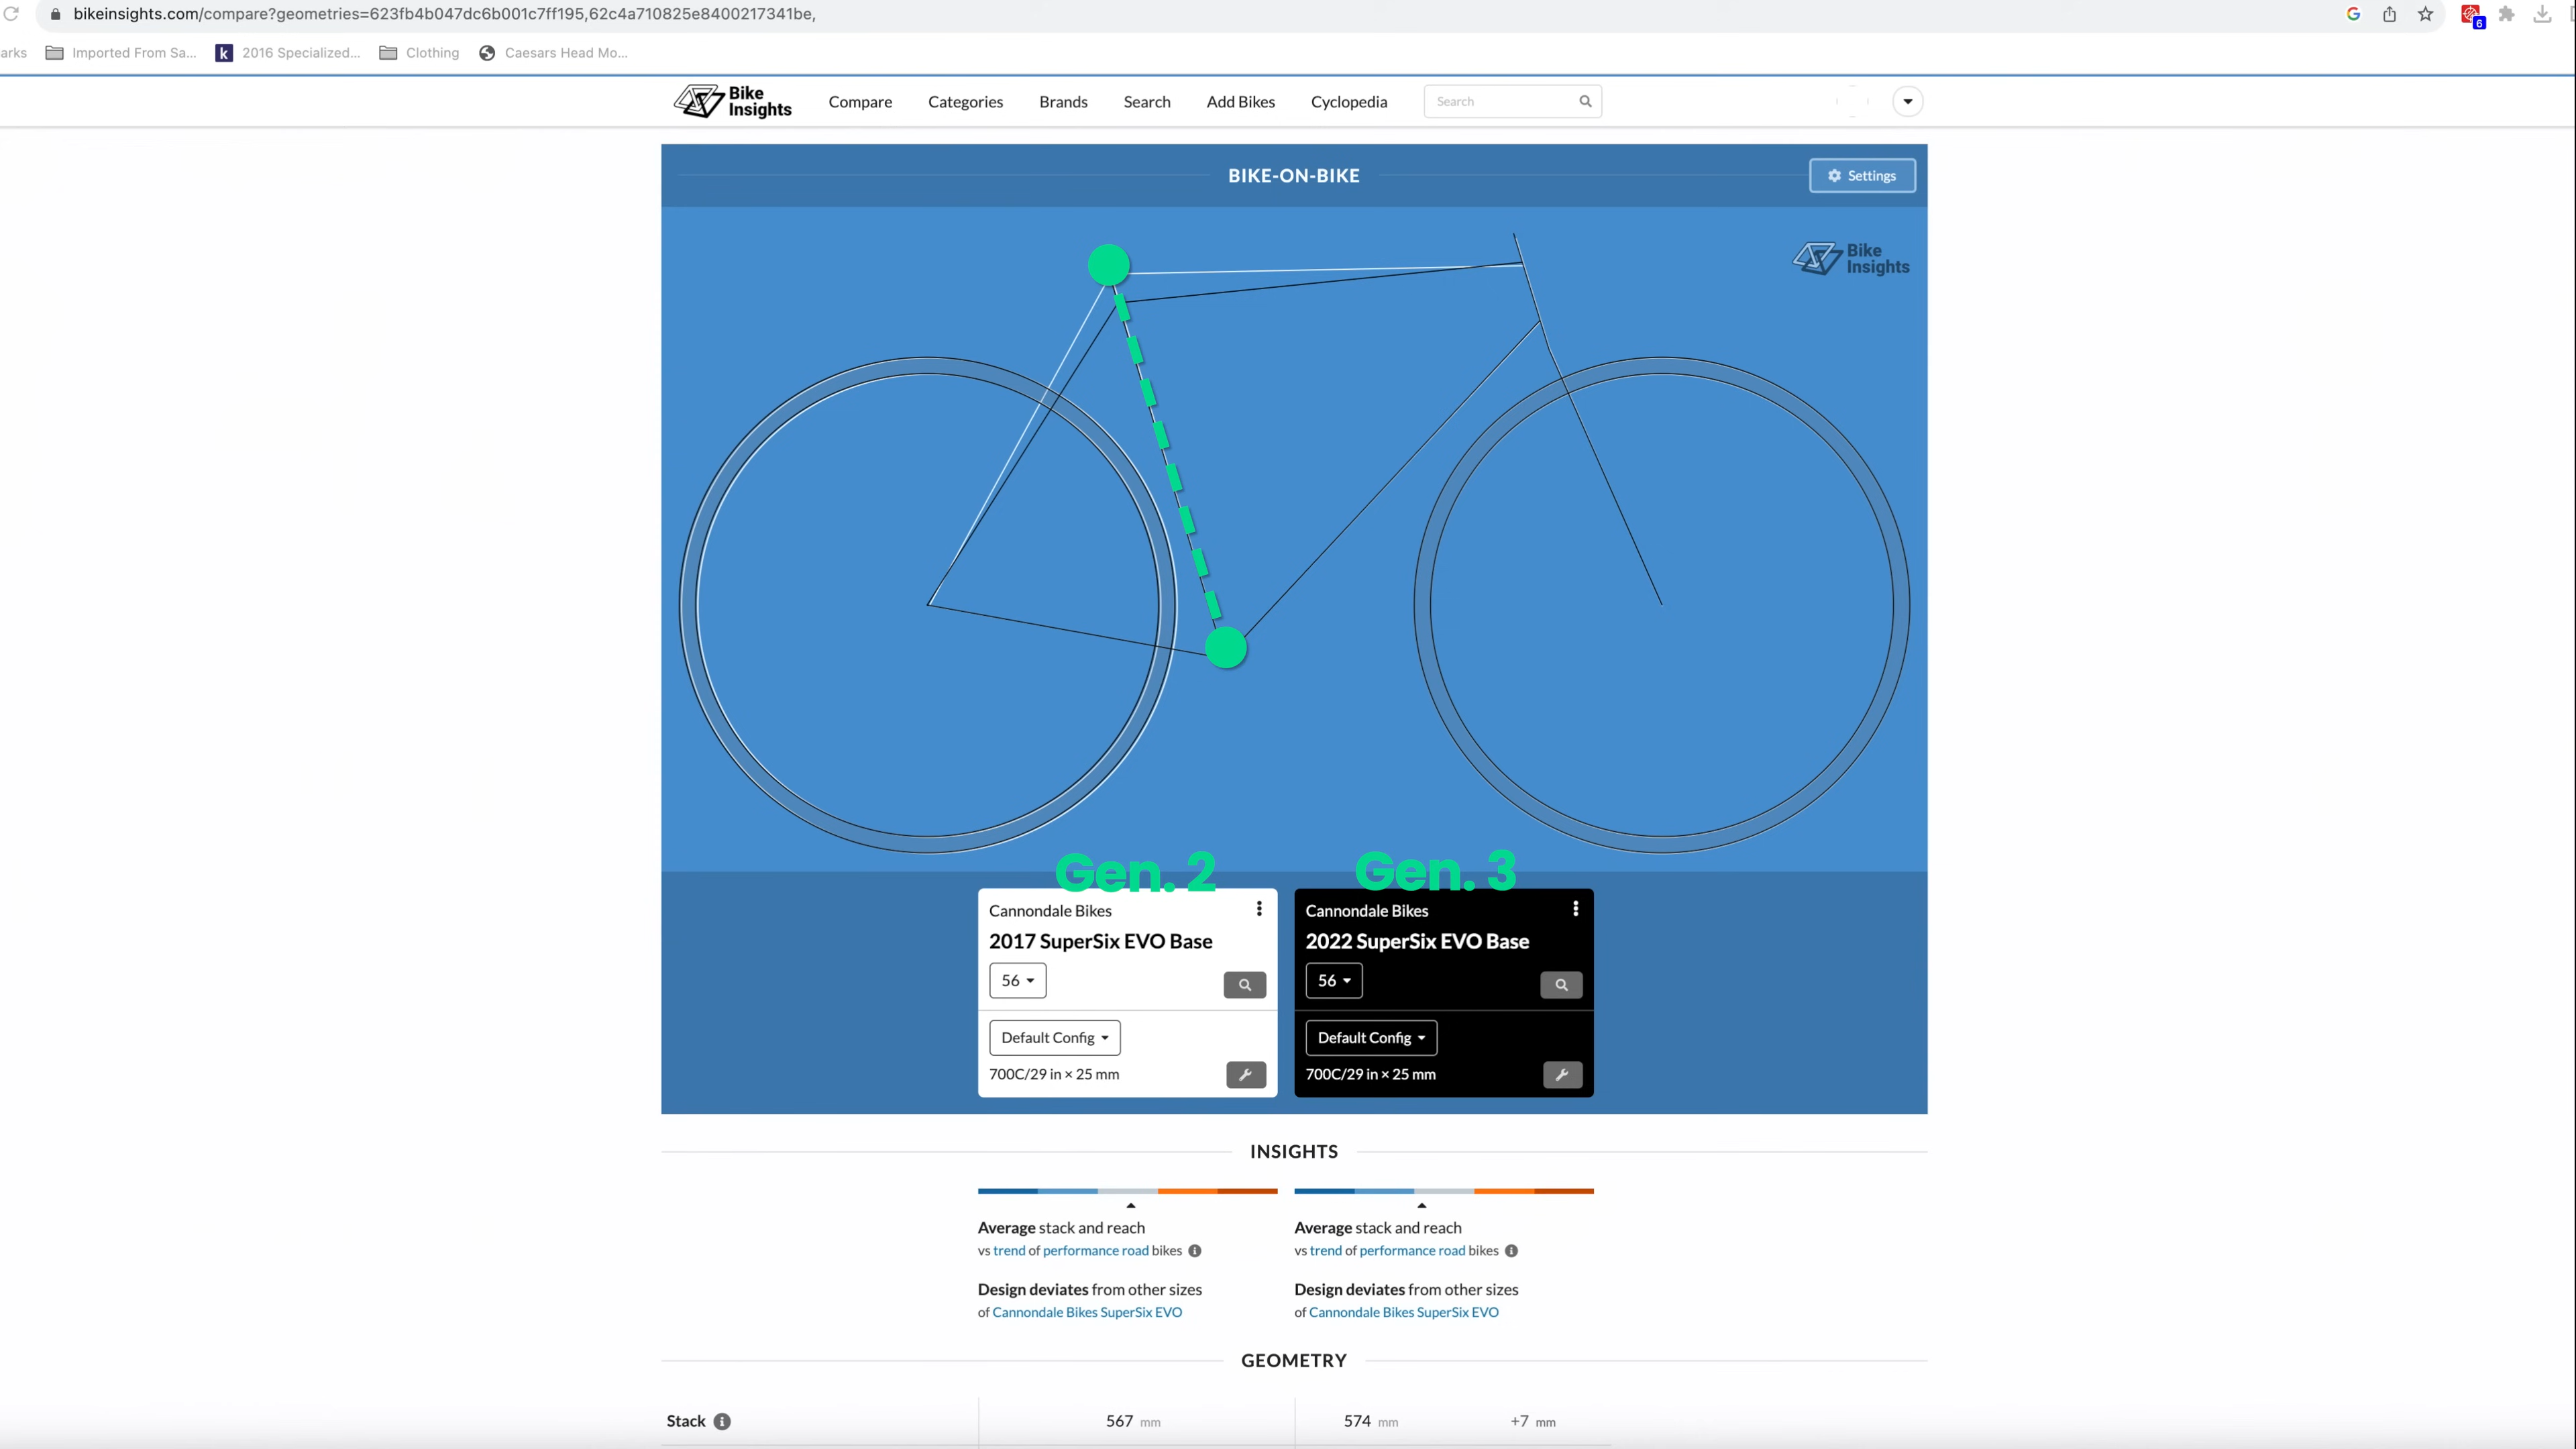 bikeinsights.com/compare?geometries=623fb4b047dc6b001c7ff195,62c4a710825e8400217341be,
6
arks
Imported From Sa...
k
2016 Specialized...
Clothing
Caesars Head Mo...
Bike
Insights
Compare
Categories
Brands
Search
Add Bikes
Cyclopedia
Search
BIKE-ON-BIKE
Settings
Bike
Insights
Gen. 2
Gen. 3
Cannondale Bikes
2017 SuperSix EVO Base
56
Default Config
700C/29 in × 25 mm
Cannondale Bikes
2022 SuperSix EVO Base
56
Default Config
700C/29 in × 25 mm
INSIGHTS
Average stack and reach
vs trend of performance road bikes
Design deviates from other sizes
of Cannondale Bikes SuperSix EVO
Average stack and reach
vs trend of performance road bikes
Design deviates from other sizes
of Cannondale Bikes SuperSix EVO
GEOMETRY
Stack 567 mm 574 mm +7 mm